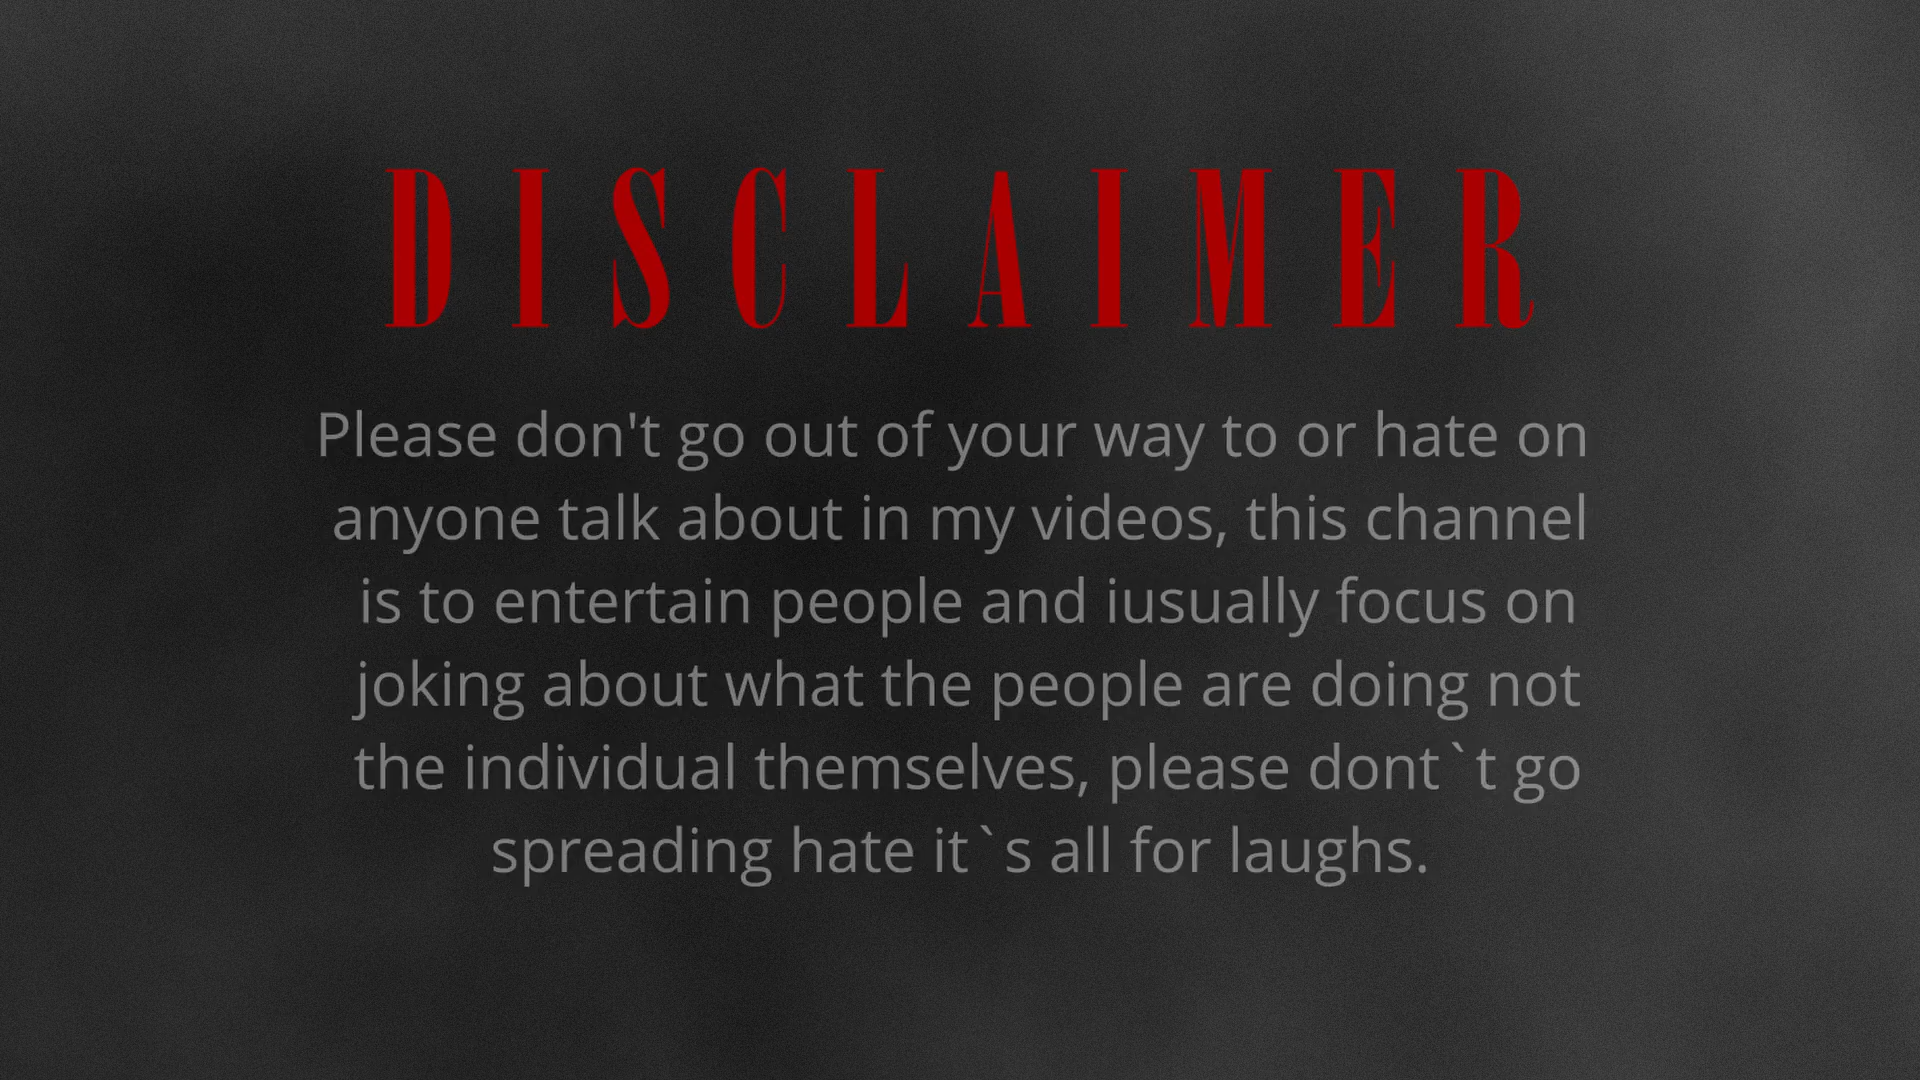 DISCLAIMER
Please don't go out of your way to or hate on
anyone talk about in my videos, this channel
is to entertain people and iusually focus on
joking about what the people are doing not
the individual themselves, please dont`t go
spreading hate it`s all for laughs.